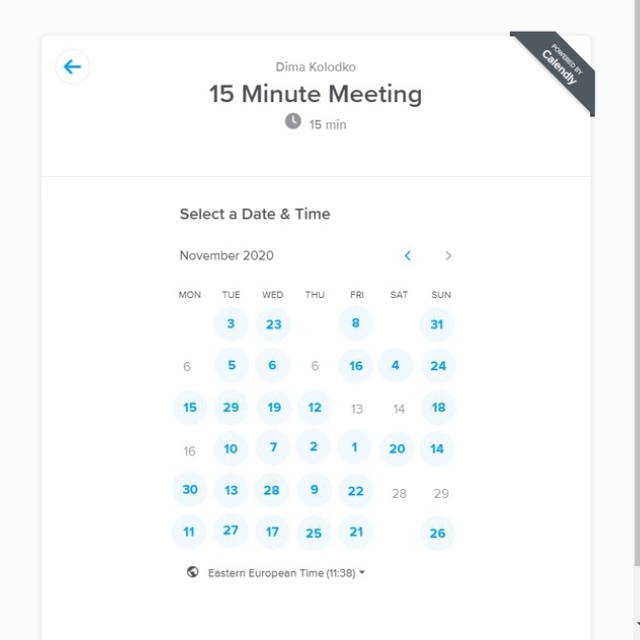 Dima Kolodko
POWERED BY
Calendly
15 Minute Meeting
15 min
Select a Date & Time
November 2020
MON TUE WED THU FRI SAT SUN
3 23 8 31
6 5 6 6 16 4 24
15 29 19 12 13 14 18
16 10 7 2 1 20 14
30 13 28 9 22 28 29
11 27 17 25 21 26
Eastern European Time (11:38)